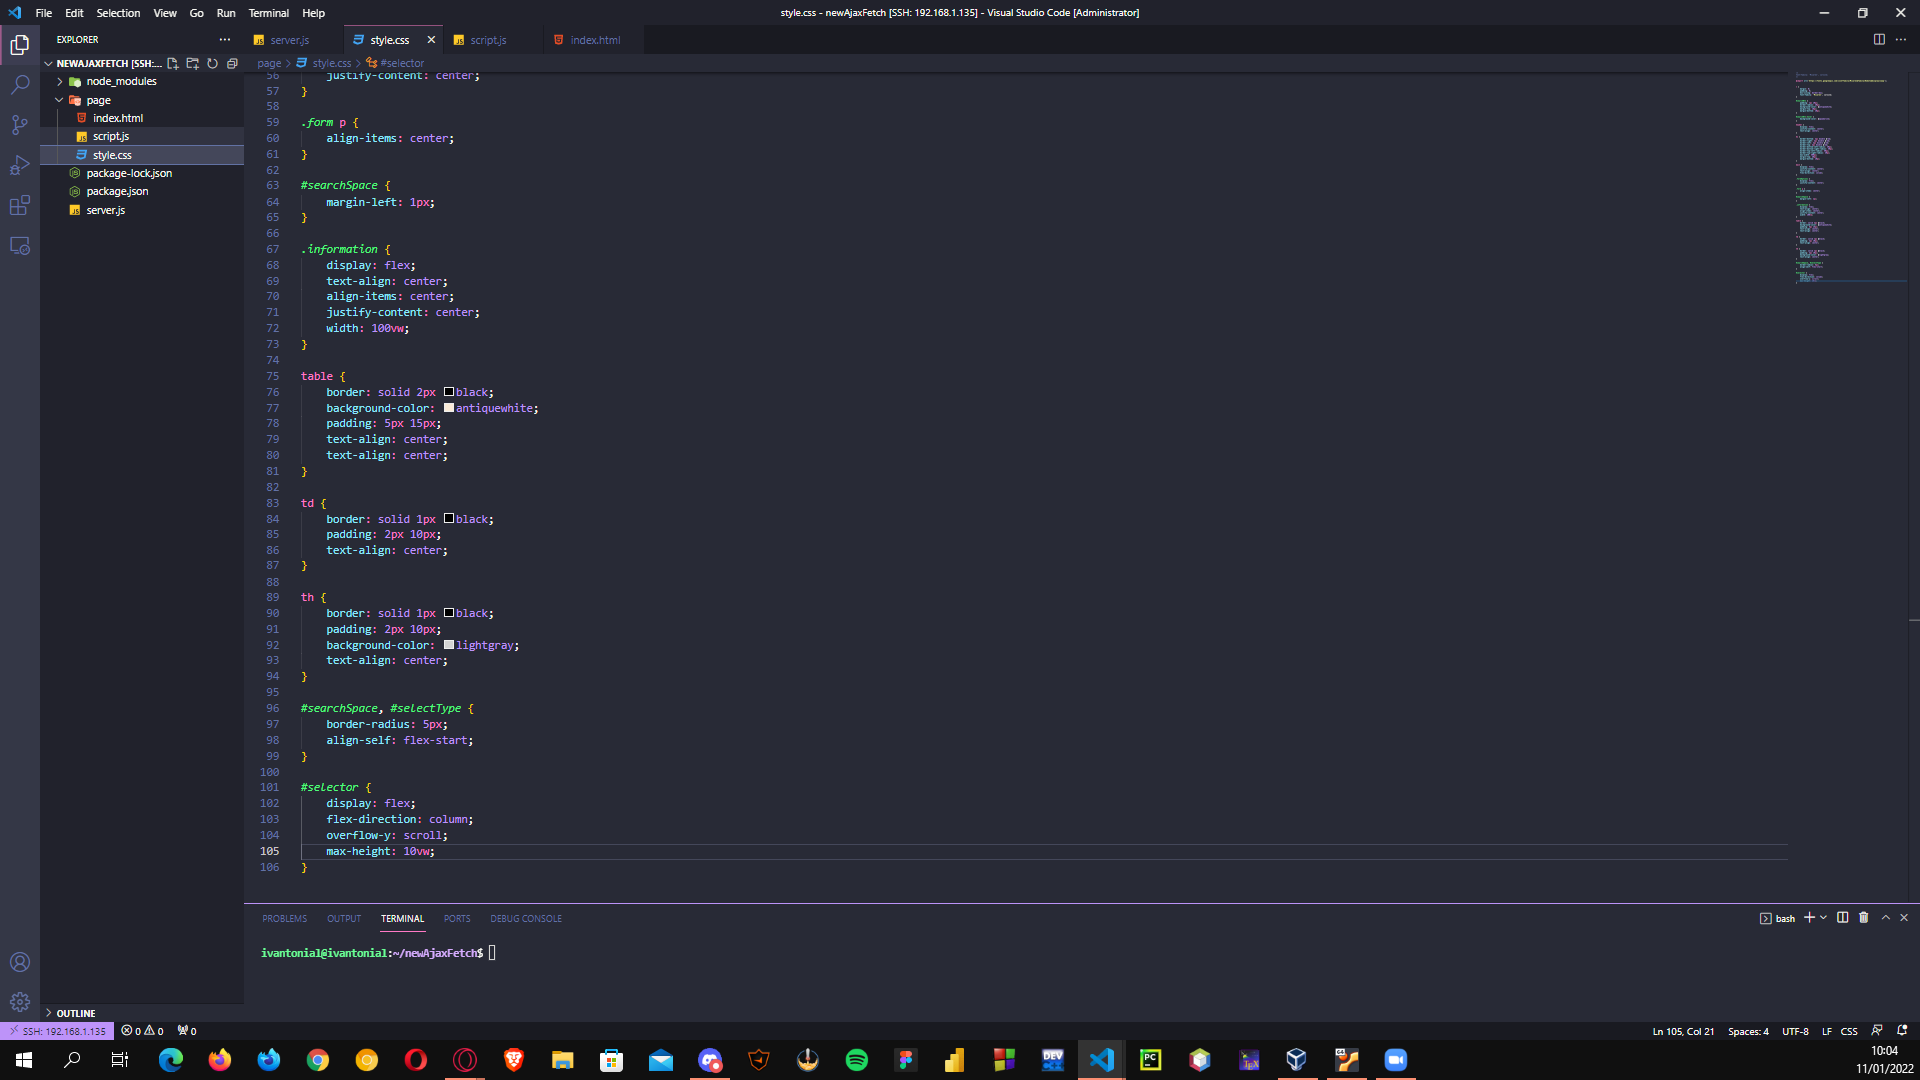 File Edit Selection View Go Run Terminal Help
style.css - newAjaxFetch [SSH: 192.168.1.135] - Visual Studio Code [Administrator]
EXPLORER
server.js
style.css
script.js
index.html
NEWAJAXFETCH [SSH:...
page > style.css > #selector
node_modules
page
index.html
script.js
style.css
package-lock.json
package.json
server.js
56 justify-content: center;
57 }
58
59 .form p {
60 align-items: center;
61 }
62
63 #searchSpace {
64 margin-left: 1px;
65 }
66
67 .information {
68 display: flex;
69 text-align: center;
70 align-items: center;
71 justify-content: center;
72 width: 100vw;
73 }
74
75 table {
76 border: solid 2px black;
77 background-color: antiquewhite;
78 padding: 5px 15px;
79 text-align: center;
80 text-align: center;
81 }
82
83 td {
84 border: solid 1px black;
85 padding: 2px 10px;
86 text-align: center;
87 }
88
89 th {
90 border: solid 1px black;
91 padding: 2px 10px;
92 background-color: lightgray;
93 text-align: center;
94 }
95
96 #searchSpace, #selectType {
97 border-radius: 5px;
98 align-self: flex-start;
99 }
100
101 #selector {
102 display: flex;
103 flex-direction: column;
104 overflow-y: scroll;
105 max-height: 10vw;
106 }
PROBLEMS OUTPUT TERMINAL PORTS DEBUG CONSOLE
bash
ivantonial@ivantonial:~/newAjaxFetch$
OUTLINE
SSH: 192.168.1.135 0 0 0
Ln 105, Col 21 Spaces: 4 UTF-8 LF CSS
10:04
11/01/2022